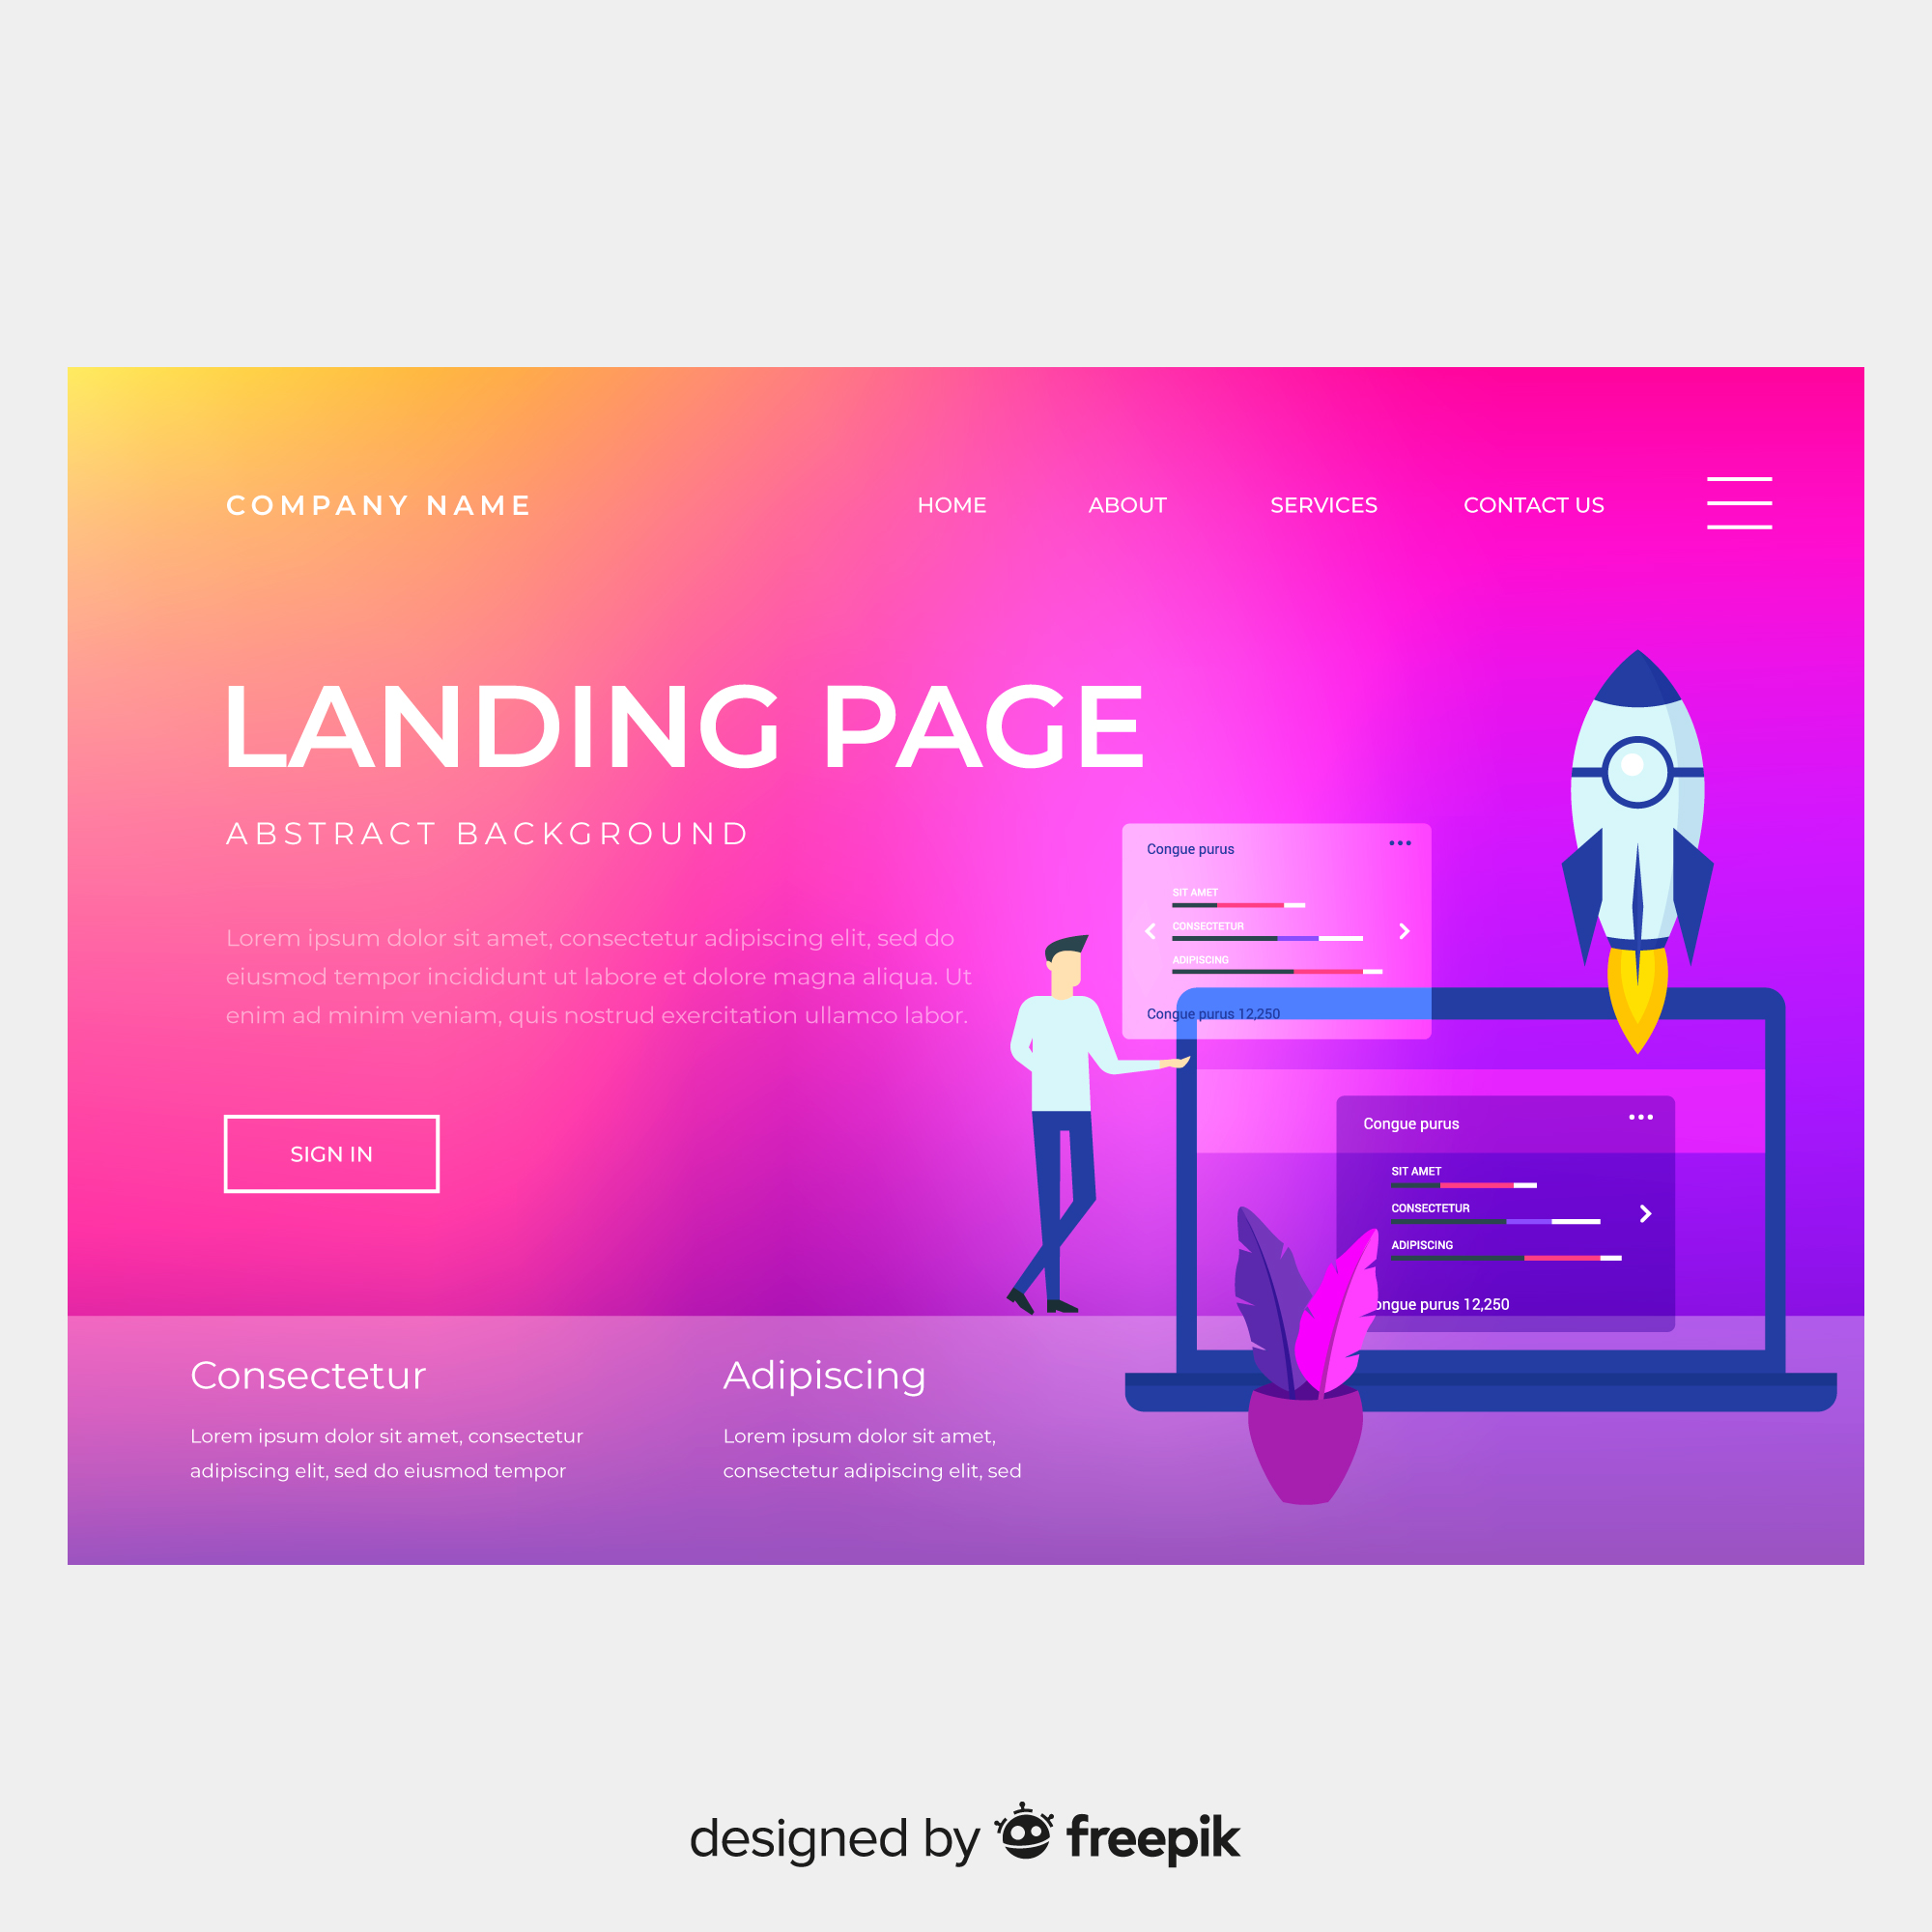 COMPANY NAME
HOME
ABOUT
SERVICES
CONTACT US
LANDING PAGE
ABSTRACT BACKGROUND
Lorem ipsum dolor sit amet, consectetur adipiscing elit, sed do
eiusmod tempor incididunt ut labore et dolore magna aliqua. Ut
enim ad minim veniam, quis nostrud exercitation ullamco labor.
SIGN IN
Congue purus
SIT AMET
CONSECTETUR
ADIPISCING
Congue purus 12,250
Congue purus
SIT AMET
CONSECTETUR
ADIPISCING
ongue purus 12,250
Consectetur
Lorem ipsum dolor sit amet, consectetur
adipiscing elit, sed do eiusmod tempor
Adipiscing
Lorem ipsum dolor sit amet,
consectetur adipiscing elit, sed
designed by freepik